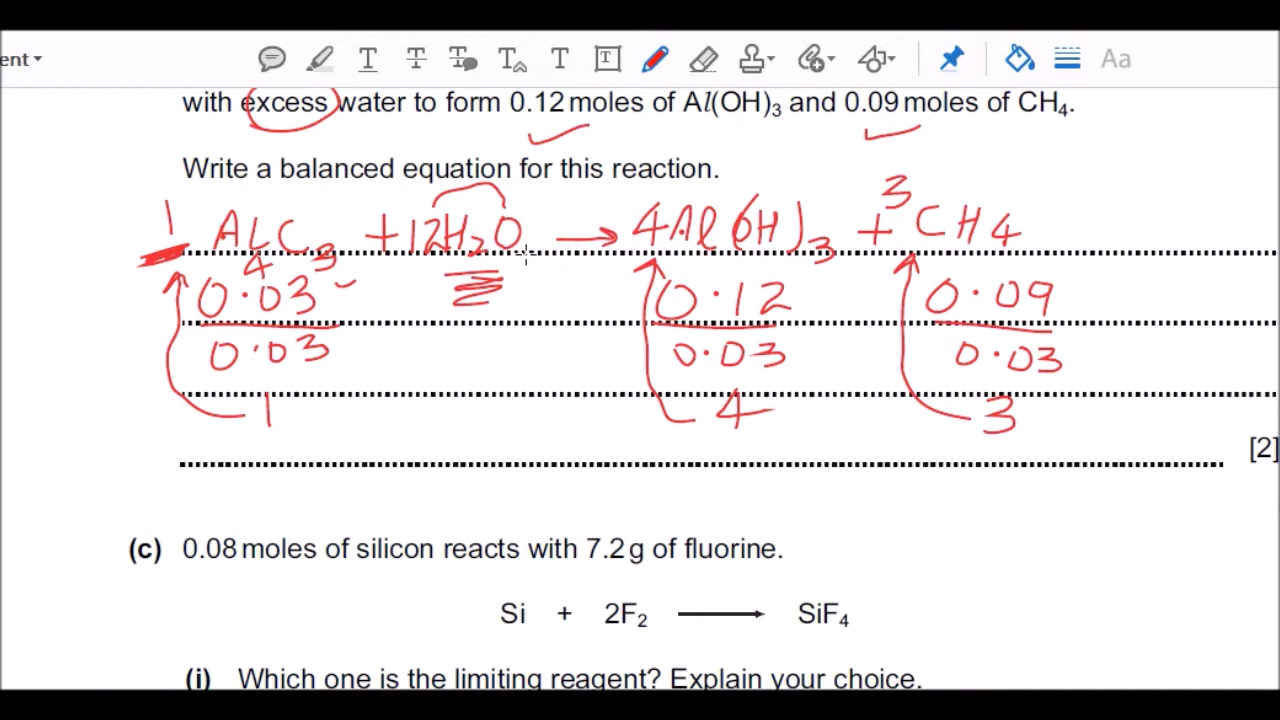 ent
T T T T T T Aa
with excess water to form 0.12 moles of Al(OH)3 and 0.09 moles of CH4.
Write a balanced equation for this reaction.
1 Al4C3 + 12H2O → 4Al(OH)3 + 3CH4
0.03 0.12 0.09
0.03 0.03 0.03
1 4 3
[2]
(c) 0.08 moles of silicon reacts with 7.2 g of fluorine.
Si + 2F2 → SiF4
(i) Which one is the limiting reagent? Explain your choice.